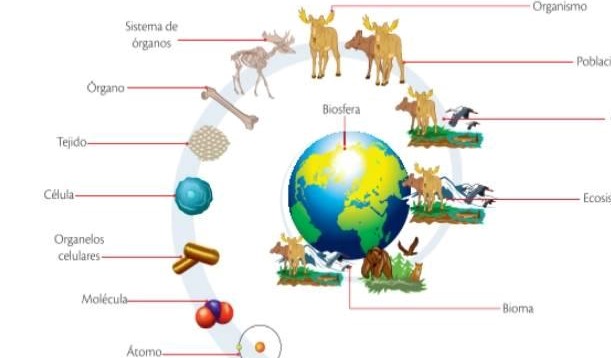 Organismo
Sistema de
órganos
Poblaci
Órgano
Biosfera
Tejido
Célula
Ecosis
Organelos
celulares
Molécula
Bioma
Átomo